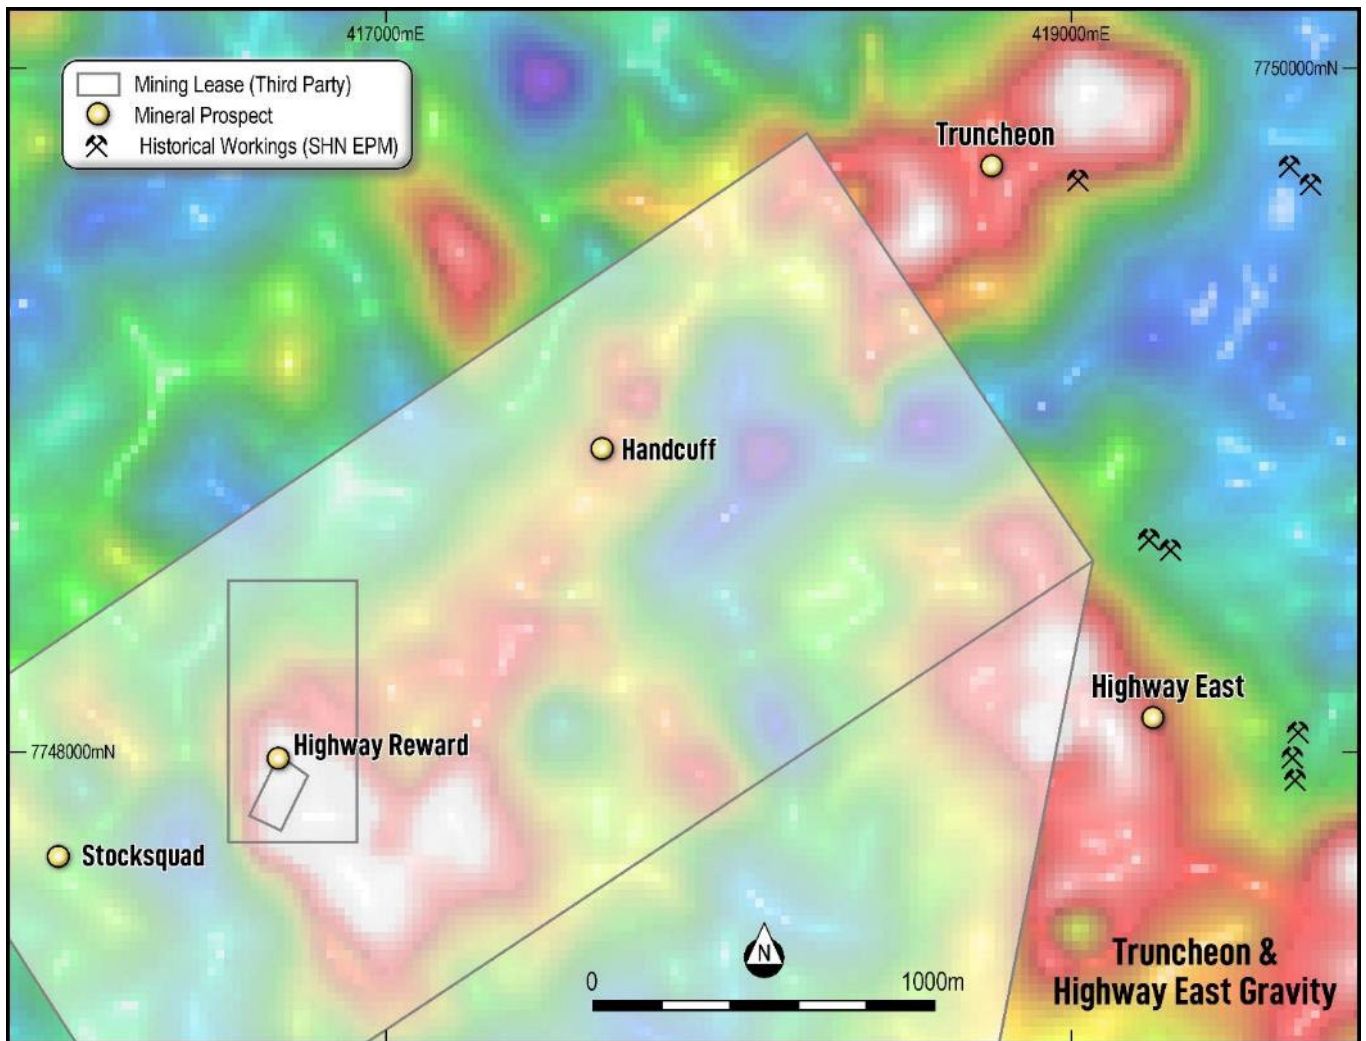 417000mE
419000mE
7750000mN
Mining Lease (Third Party)
Mineral Prospect
Historical Workings (SHN EPM)
Truncheon
Handcuff
Highway East
Highway Reward
7748000mN
Stocksquad
N
0
1000m
Truncheon &
Highway East Gravity